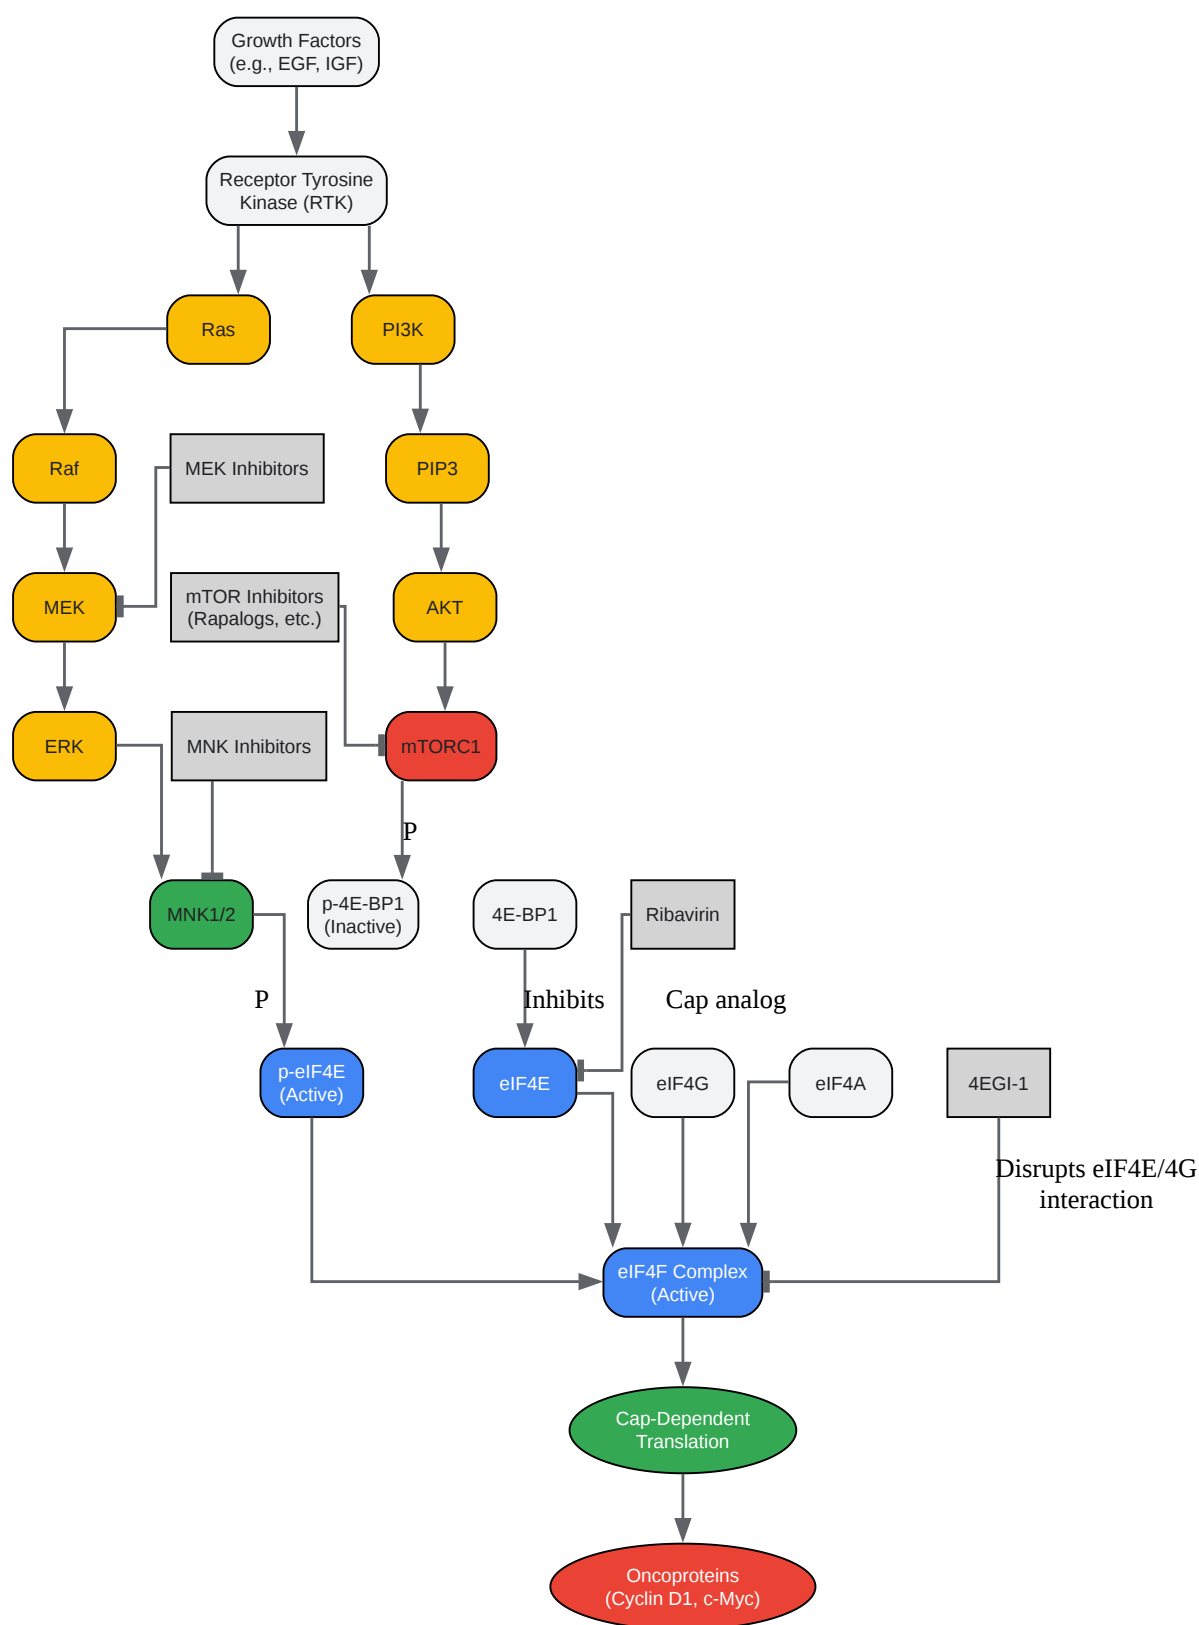 Growth Factors
(e.g., EGF, IGF)
Receptor Tyrosine
Kinase (RTK)
Ras
PI3K
Raf
MEK Inhibitors
PIP3
MEK
mTOR Inhibitors
(Rapalogs, etc.)
AKT
ERK
MNK Inhibitors
mTORC1
P
MNK1/2
p-4E-BP1
(Inactive)
4E-BP1
Ribavirin
P
Inhibits
Cap analog
p-eIF4E
(Active)
eIF4E
eIF4G
eIF4A
4EGI-1
Disrupts eIF4E/4G
interaction
eIF4F Complex
(Active)
Cap-Dependent
Translation
Oncoproteins
(Cyclin D1, c-Myc)